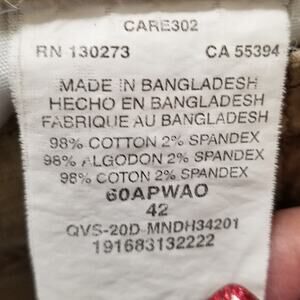 CARE302
RN 130273 CA 55394
MADE IN BANGLADESH
HECHO EN BANGLADESH
FABRIQUE AU BANGLADESH
98% COTTON 2% SPANDEX
98% ALGODON 2% SPANDEX
98% COTON 2% SPANDEX
60APWAO
42
QVS-20D MNDH34201
191683132222